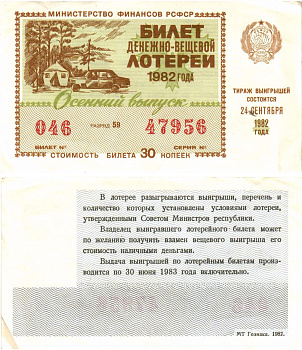 МИНИСТЕРСТВО ФИНАНСОВ РСФСР
БИЛЕТ
ДЕНЕЖНО-ВЕЩЕВОЙ
ЛОТЕРЕИ
1982 ГОДА
Осенний выпуск
ТИРАЖ ВЫИГРЫШЕЙ
СОСТОИТСЯ
24 СЕНТЯБРЯ
1982
ГОДА
046 РАЗРЯД 59 47956
БИЛЕТ № СЕРИЯ №
СТОИМОСТЬ БИЛЕТА 30 КОПЕЕК
В лотерее разыгрываются выигрыши, перечень и
количество которых установлены условиями лотереи,
утвержденными Советом Министров республики.
Владелец выигравшего лотерейного билета может
по желанию получить взамен вещевого выигрыша его
стоимость наличными деньгами.
Выдача выигрышей по лотерейным билетам произ-
водится по 30 июня 1983 года включительно.
МТ Гознака. 1982.